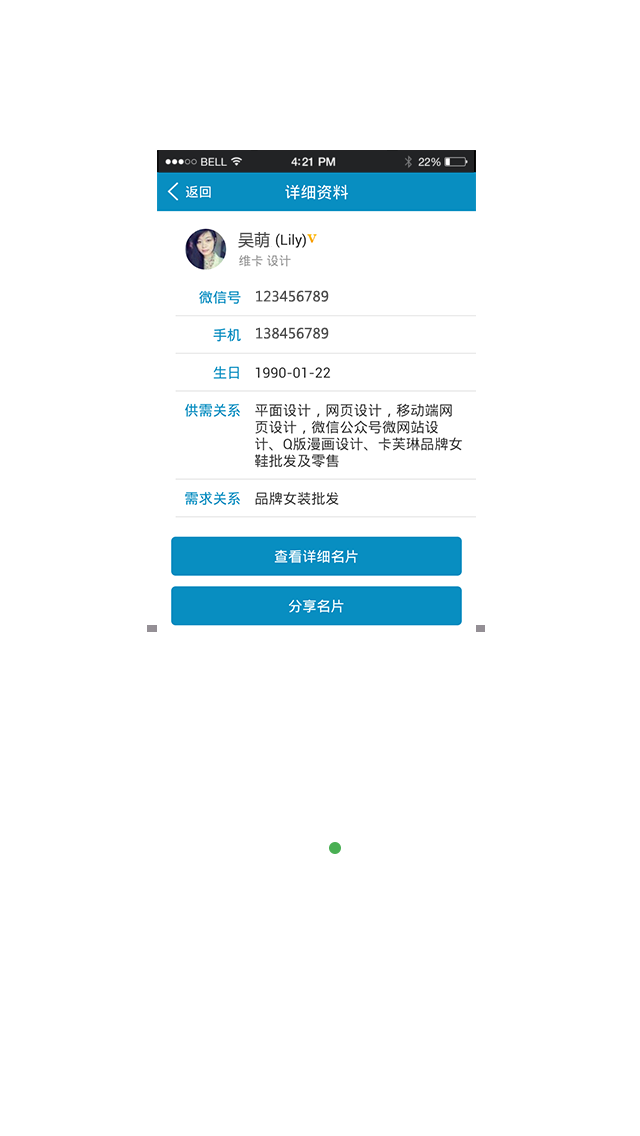 BELL 4:21 PM 22%
返回 详细资料
吴萌 (Lily) V
维卡 设计
微信号 123456789
手机 138456789
生日 1990-01-22
供需关系 平面设计，网页设计，移动端网
页设计，微信公众号微网站设
计、Q版漫画设计、卡芙琳品牌女
鞋批发及零售
需求关系 品牌女装批发
查看详细名片
分享名片